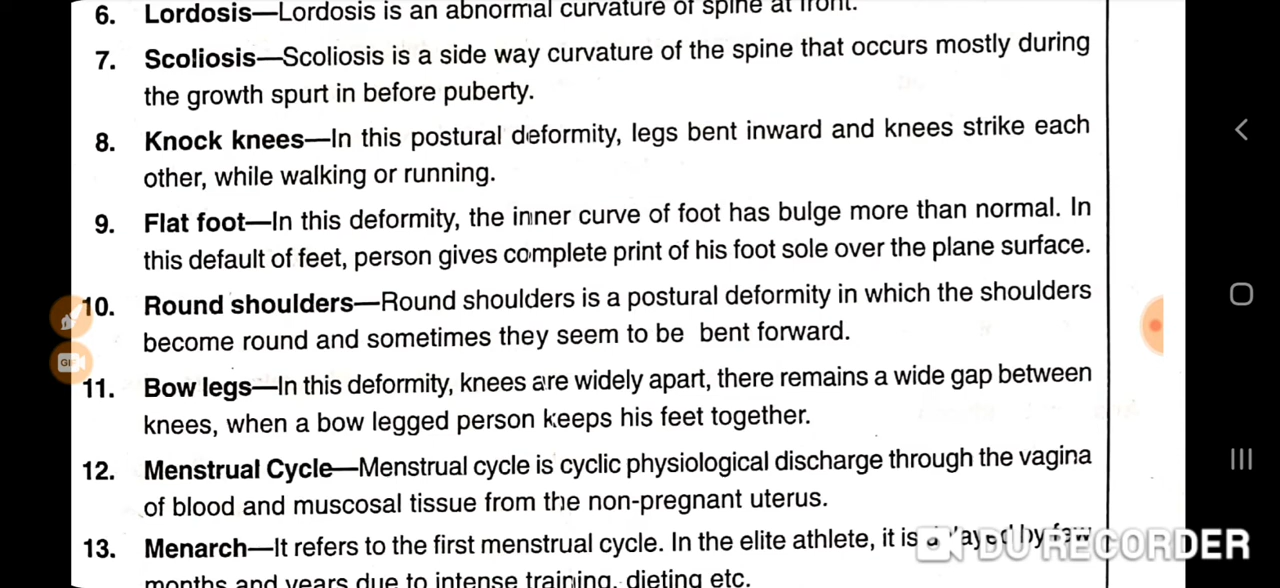 6. Lordosis—Lordosis is an abnormal curvature of spine at front.
7. Scoliosis—Scoliosis is a side way curvature of the spine that occurs mostly during
the growth spurt in before puberty.
8. Knock knees—In this postural deformity, legs bent inward and knees strike each
other, while walking or running.
9. Flat foot—In this deformity, the inner curve of foot has bulge more than normal. In
this default of feet, person gives complete print of his foot sole over the plane surface.
10. Round shoulders—Round shoulders is a postural deformity in which the shoulders
become round and sometimes they seem to be bent forward.
GIF
11. Bow legs—In this deformity, knees are widely apart, there remains a wide gap between
knees, when a bow legged person keeps his feet together.
12. Menstrual Cycle—Menstrual cycle is cyclic physiological discharge through the vagina
of blood and muscosal tissue from the non-pregnant uterus.
13. Menarch—It refers to the first menstrual cycle. In the elite athlete, it is by few
DU RECORDER
months and years due to intense training, dieting etc.